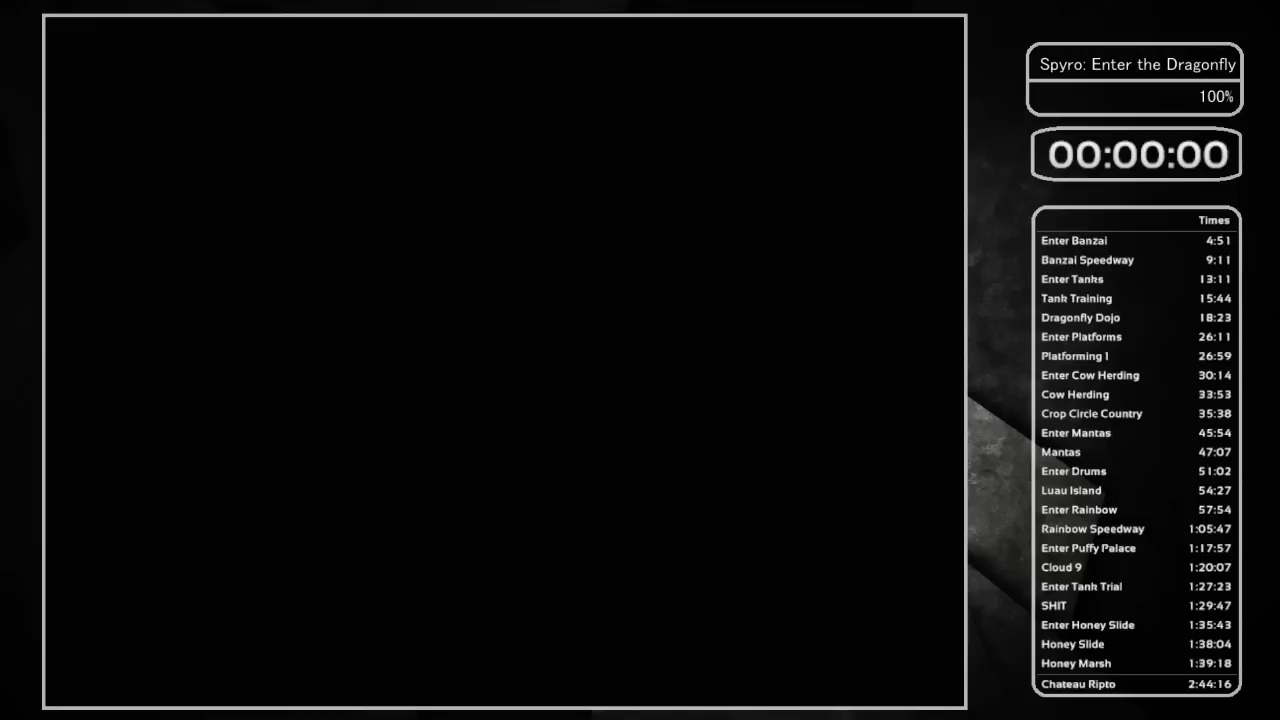 Spyro: Enter the Dragonfly
100%
00:00:00
Times
Enter Banzai 4:51
Banzai Speedway 9:11
Enter Tanks 13:11
Tank Training 15:44
Dragonfly Dojo 18:23
Enter Platforms 26:11
Platforming 1 26:59
Enter Cow Herding 30:14
Cow Herding 33:53
Crop Circle Country 35:38
Enter Mantas 45:54
Mantas 47:07
Enter Drums 51:02
Luau Island 54:27
Enter Rainbow 57:54
Rainbow Speedway 1:05:47
Enter Puffy Palace 1:17:57
Cloud 9 1:20:07
Enter Tank Trial 1:27:23
SHIT 1:29:47
Enter Honey Slide 1:35:43
Honey Slide 1:38:04
Honey Marsh 1:39:18
Chateau Ripto 2:44:16